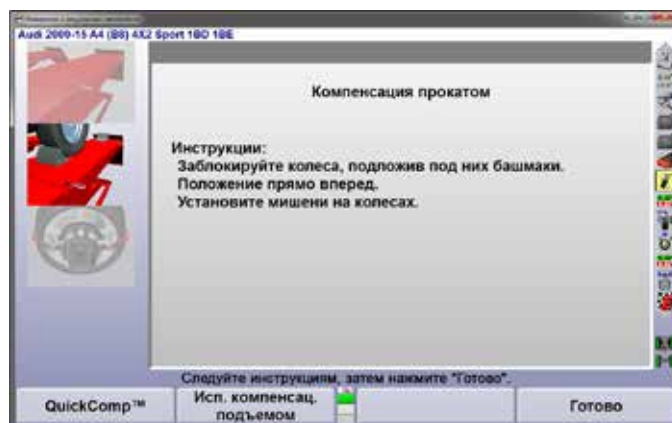 Audi 2009-15 A4 (B8) 4X2 Sport 1BD 1BE
Компенсация прокатом
Инструкции:
Заблокируйте колеса, подложив под них башмаки.
Положение прямо вперед.
Установите мишени на колесах.
Следуйте инструкциям, затем нажмите "Готово".
QuickComp™
Исп. компенсац.
подъемом
Готово